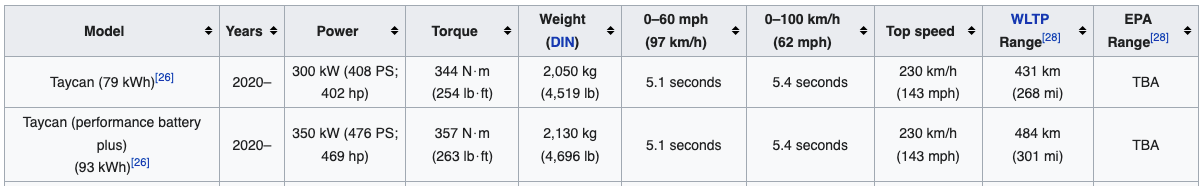 Model Years Power Torque Weight (DIN) 0–60 mph (97 km/h) 0–100 km/h (62 mph) Top speed WLTP Range[28] EPA Range[28]
Taycan (79 kWh)[26] 2020– 300 kW (408 PS; 402 hp) 344 N·m (254 lb·ft) 2,050 kg (4,519 lb) 5.1 seconds 5.4 seconds 230 km/h (143 mph) 431 km (268 mi) TBA
Taycan (performance battery plus) (93 kWh)[26] 2020– 350 kW (476 PS; 469 hp) 357 N·m (263 lb·ft) 2,130 kg (4,696 lb) 5.1 seconds 5.4 seconds 230 km/h (143 mph) 484 km (301 mi) TBA